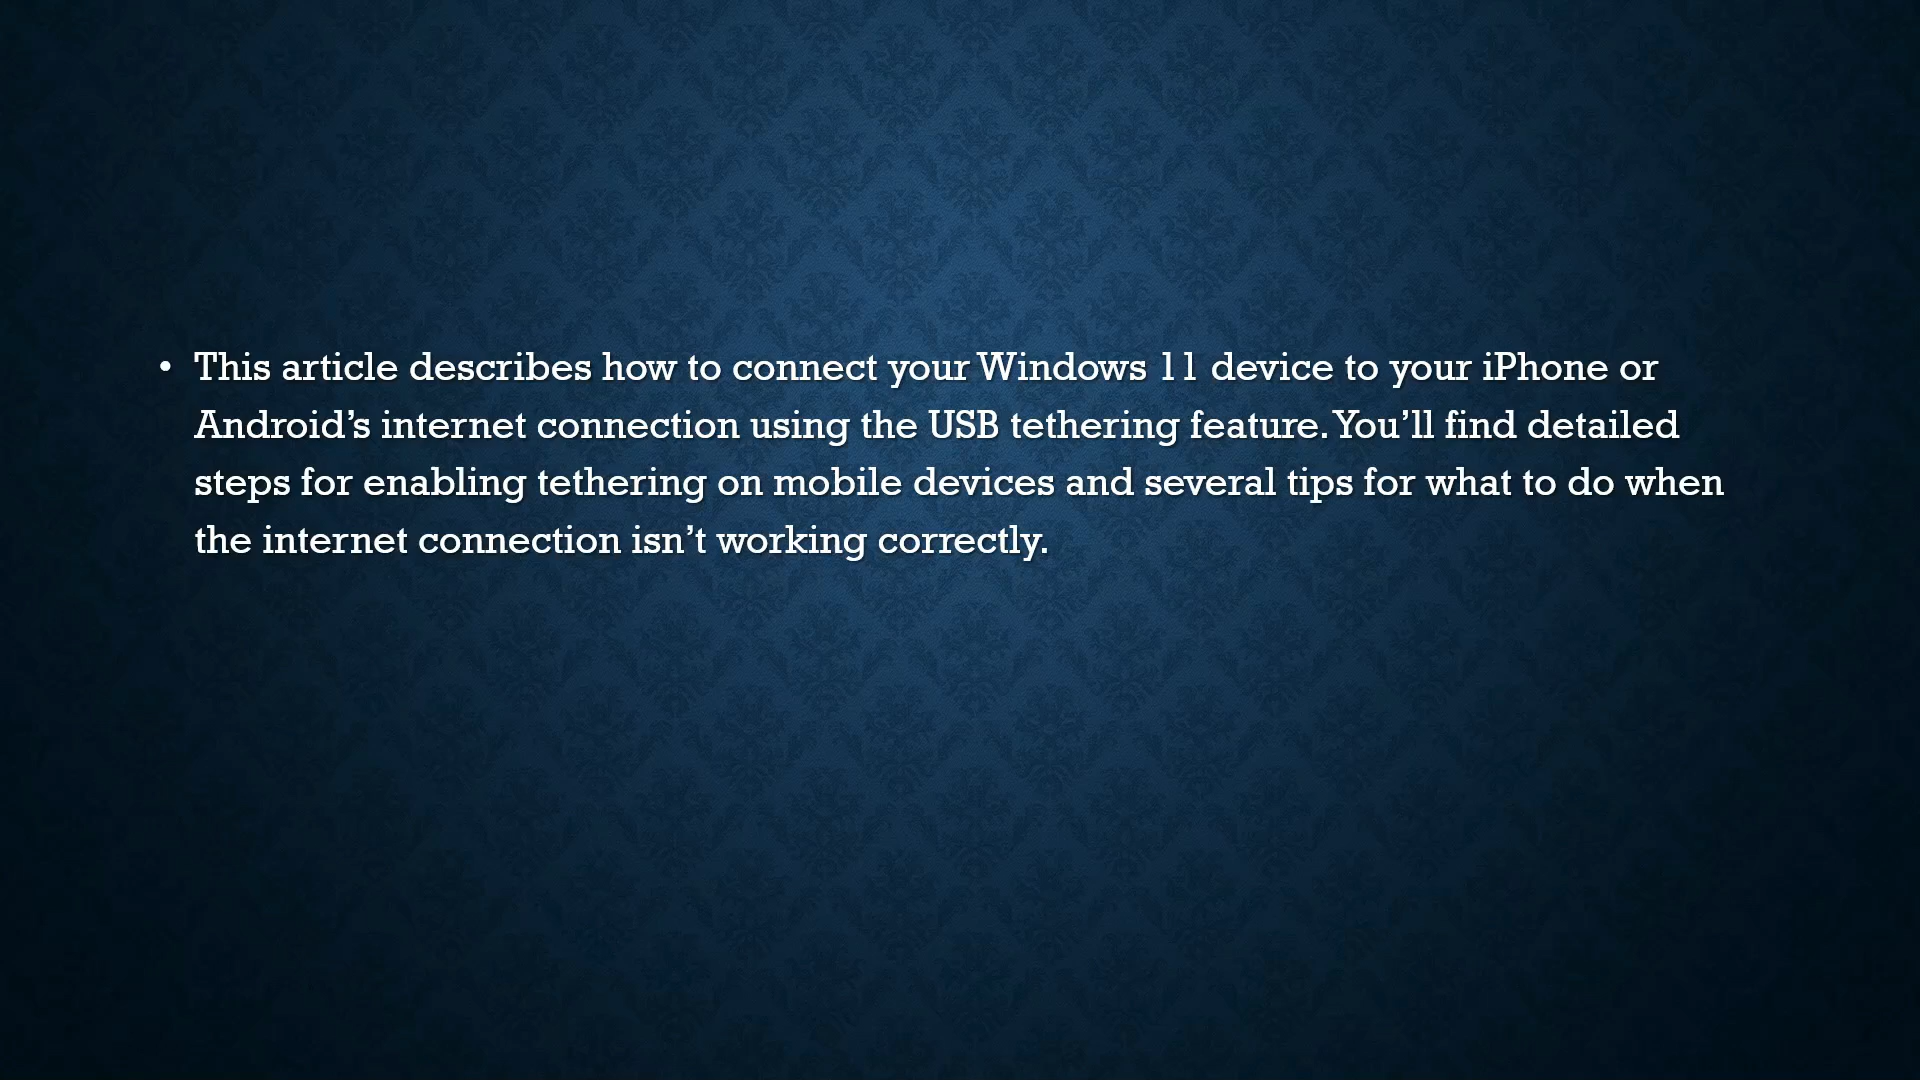 • This article describes how to connect your Windows 11 device to your iPhone or
Android’s internet connection using the USB tethering feature. You’ll find detailed
steps for enabling tethering on mobile devices and several tips for what to do when
the internet connection isn’t working correctly.